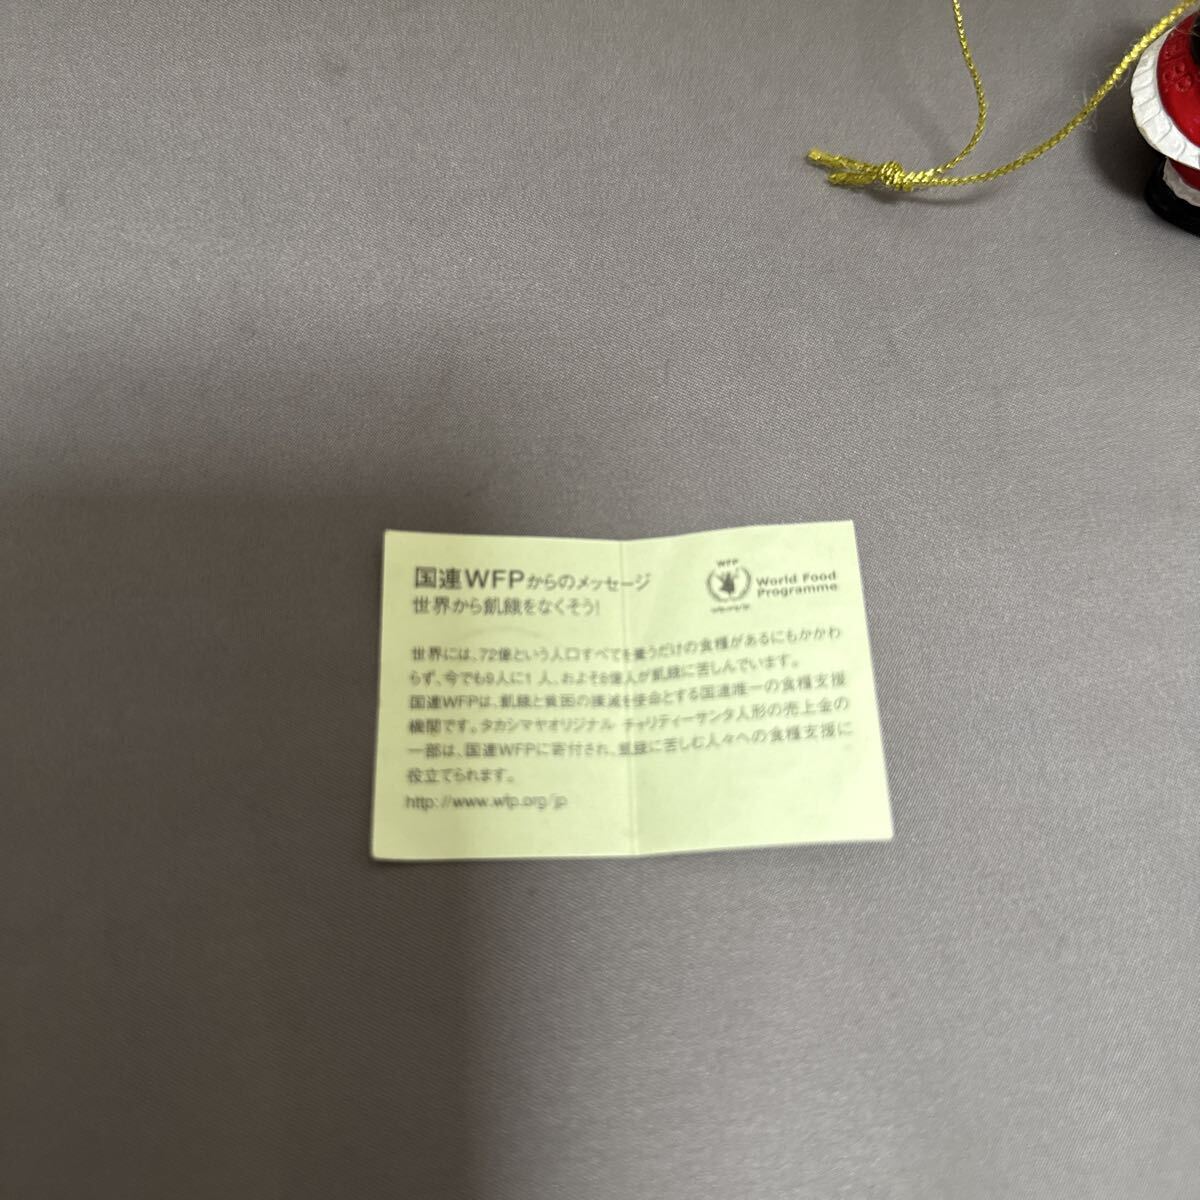 国連WFPからのメッセージ
世界から飢餓をなくそう!
WFP
World Food
Programme
世界には、72億という人口すべてを養うだけの食糧があるにもかかわ
らず、今でも9人に1人、およそ8億人が飢餓に苦しんでいます。
国連WFPは、飢餓と貧困の撲滅を使命とする国連唯一の食糧支援
機関です。タカシマヤオリジナル チャリティーサンタ人形の売上金の
一部は、国連WFPに寄付され、飢餓に苦しむ人々への食糧支援に
役立てられます。
http://www.wfp.org/jp